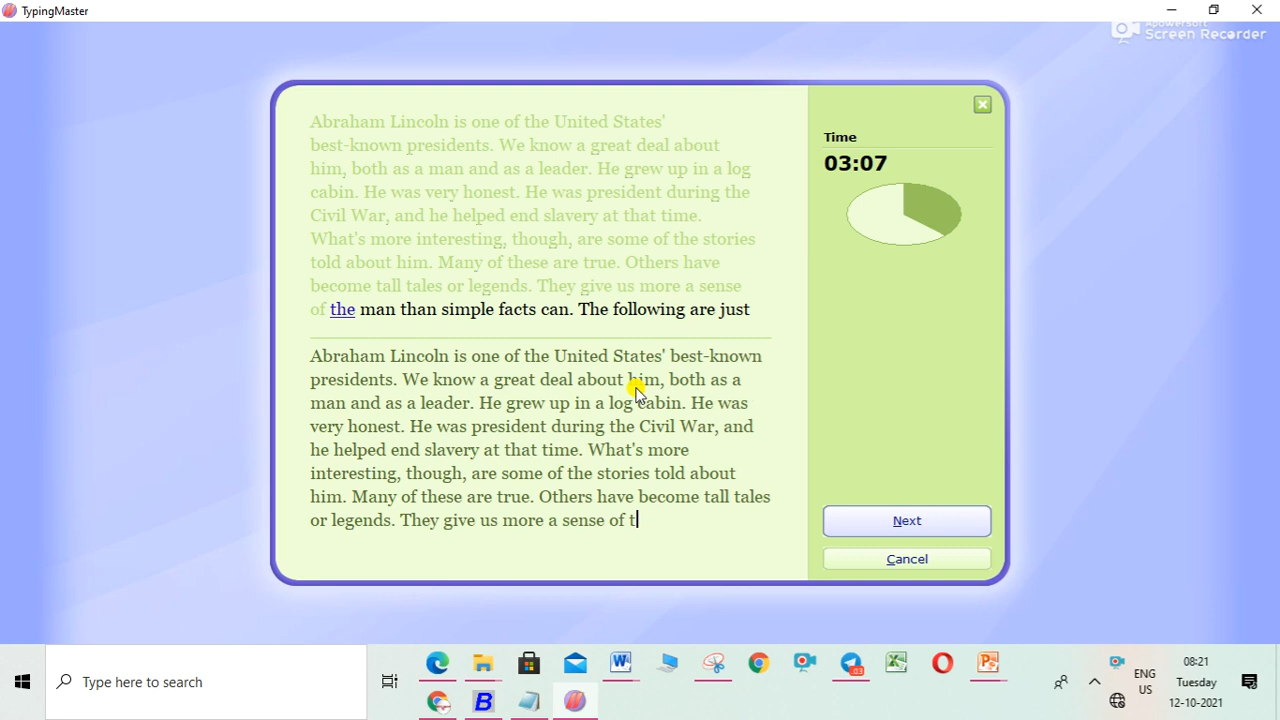 TypingMaster
Apowersoft
Screen Recorder
Abraham Lincoln is one of the United States'
best-known presidents. We know a great deal about
him, both as a man and as a leader. He grew up in a log
cabin. He was very honest. He was president during the
Civil War, and he helped end slavery at that time.
What's more interesting, though, are some of the stories
told about him. Many of these are true. Others have
become tall tales or legends. They give us more a sense
of the man than simple facts can. The following are just
Abraham Lincoln is one of the United States' best-known
presidents. We know a great deal about him, both as a
man and as a leader. He grew up in a log cabin. He was
very honest. He was president during the Civil War, and
he helped end slavery at that time. What's more
interesting, though, are some of the stories told about
him. Many of these are true. Others have become tall tales
or legends. They give us more a sense of t
Time
03:07
Next
Cancel
Type here to search
03
ENG
US
08:21
Tuesday
12-10-2021